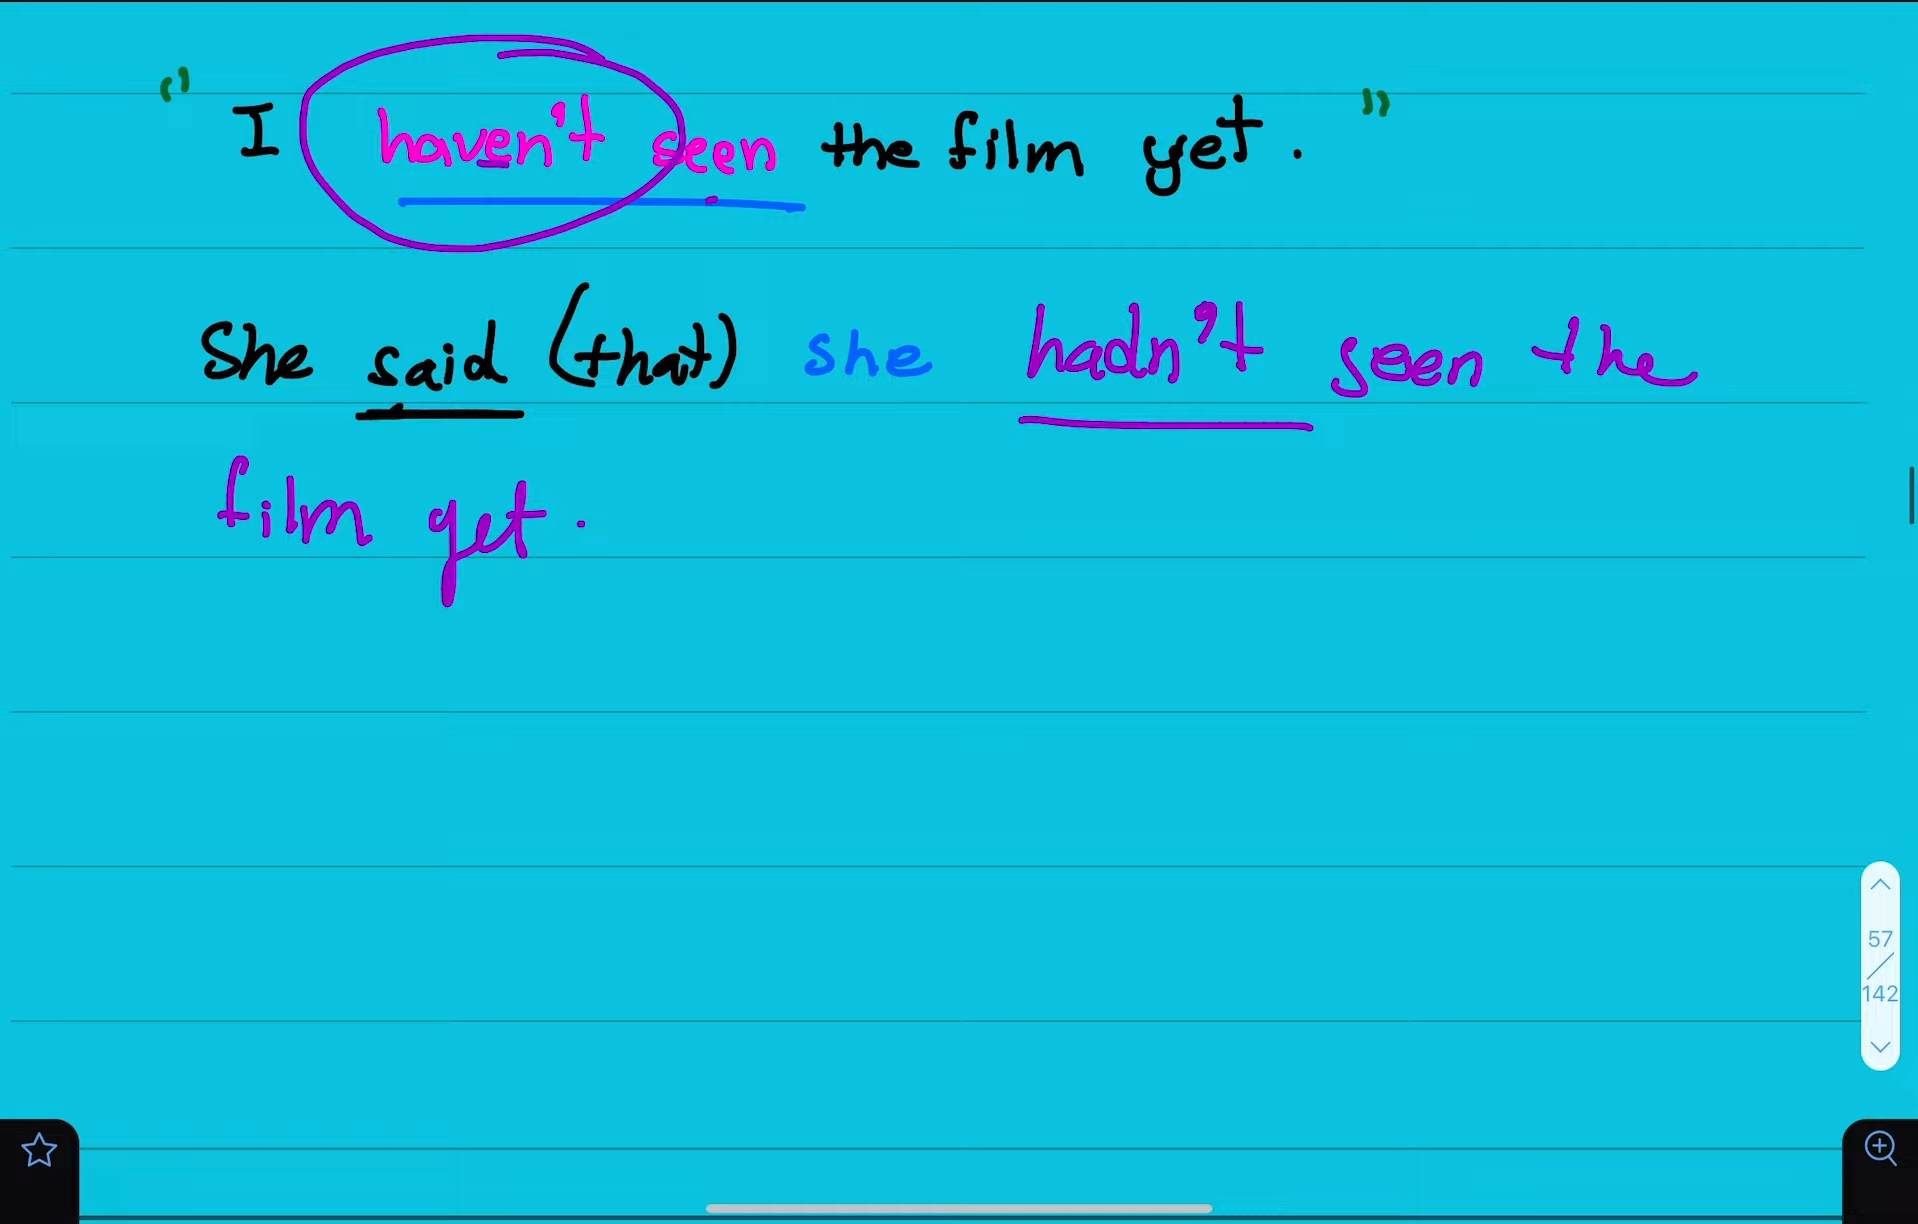 "I haven't seen the film yet."
She said (that) she hadn't seen the
film yet.
57
/
142